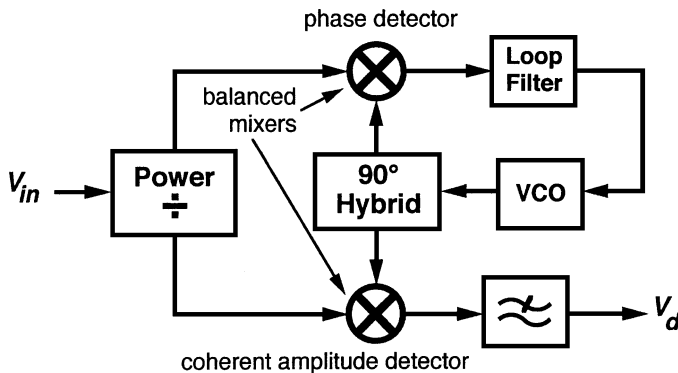 phase detector
Loop
Filter
balanced
mixers
90°
Hybrid
VCO
Power
÷
Vin
Vd
coherent amplitude detector